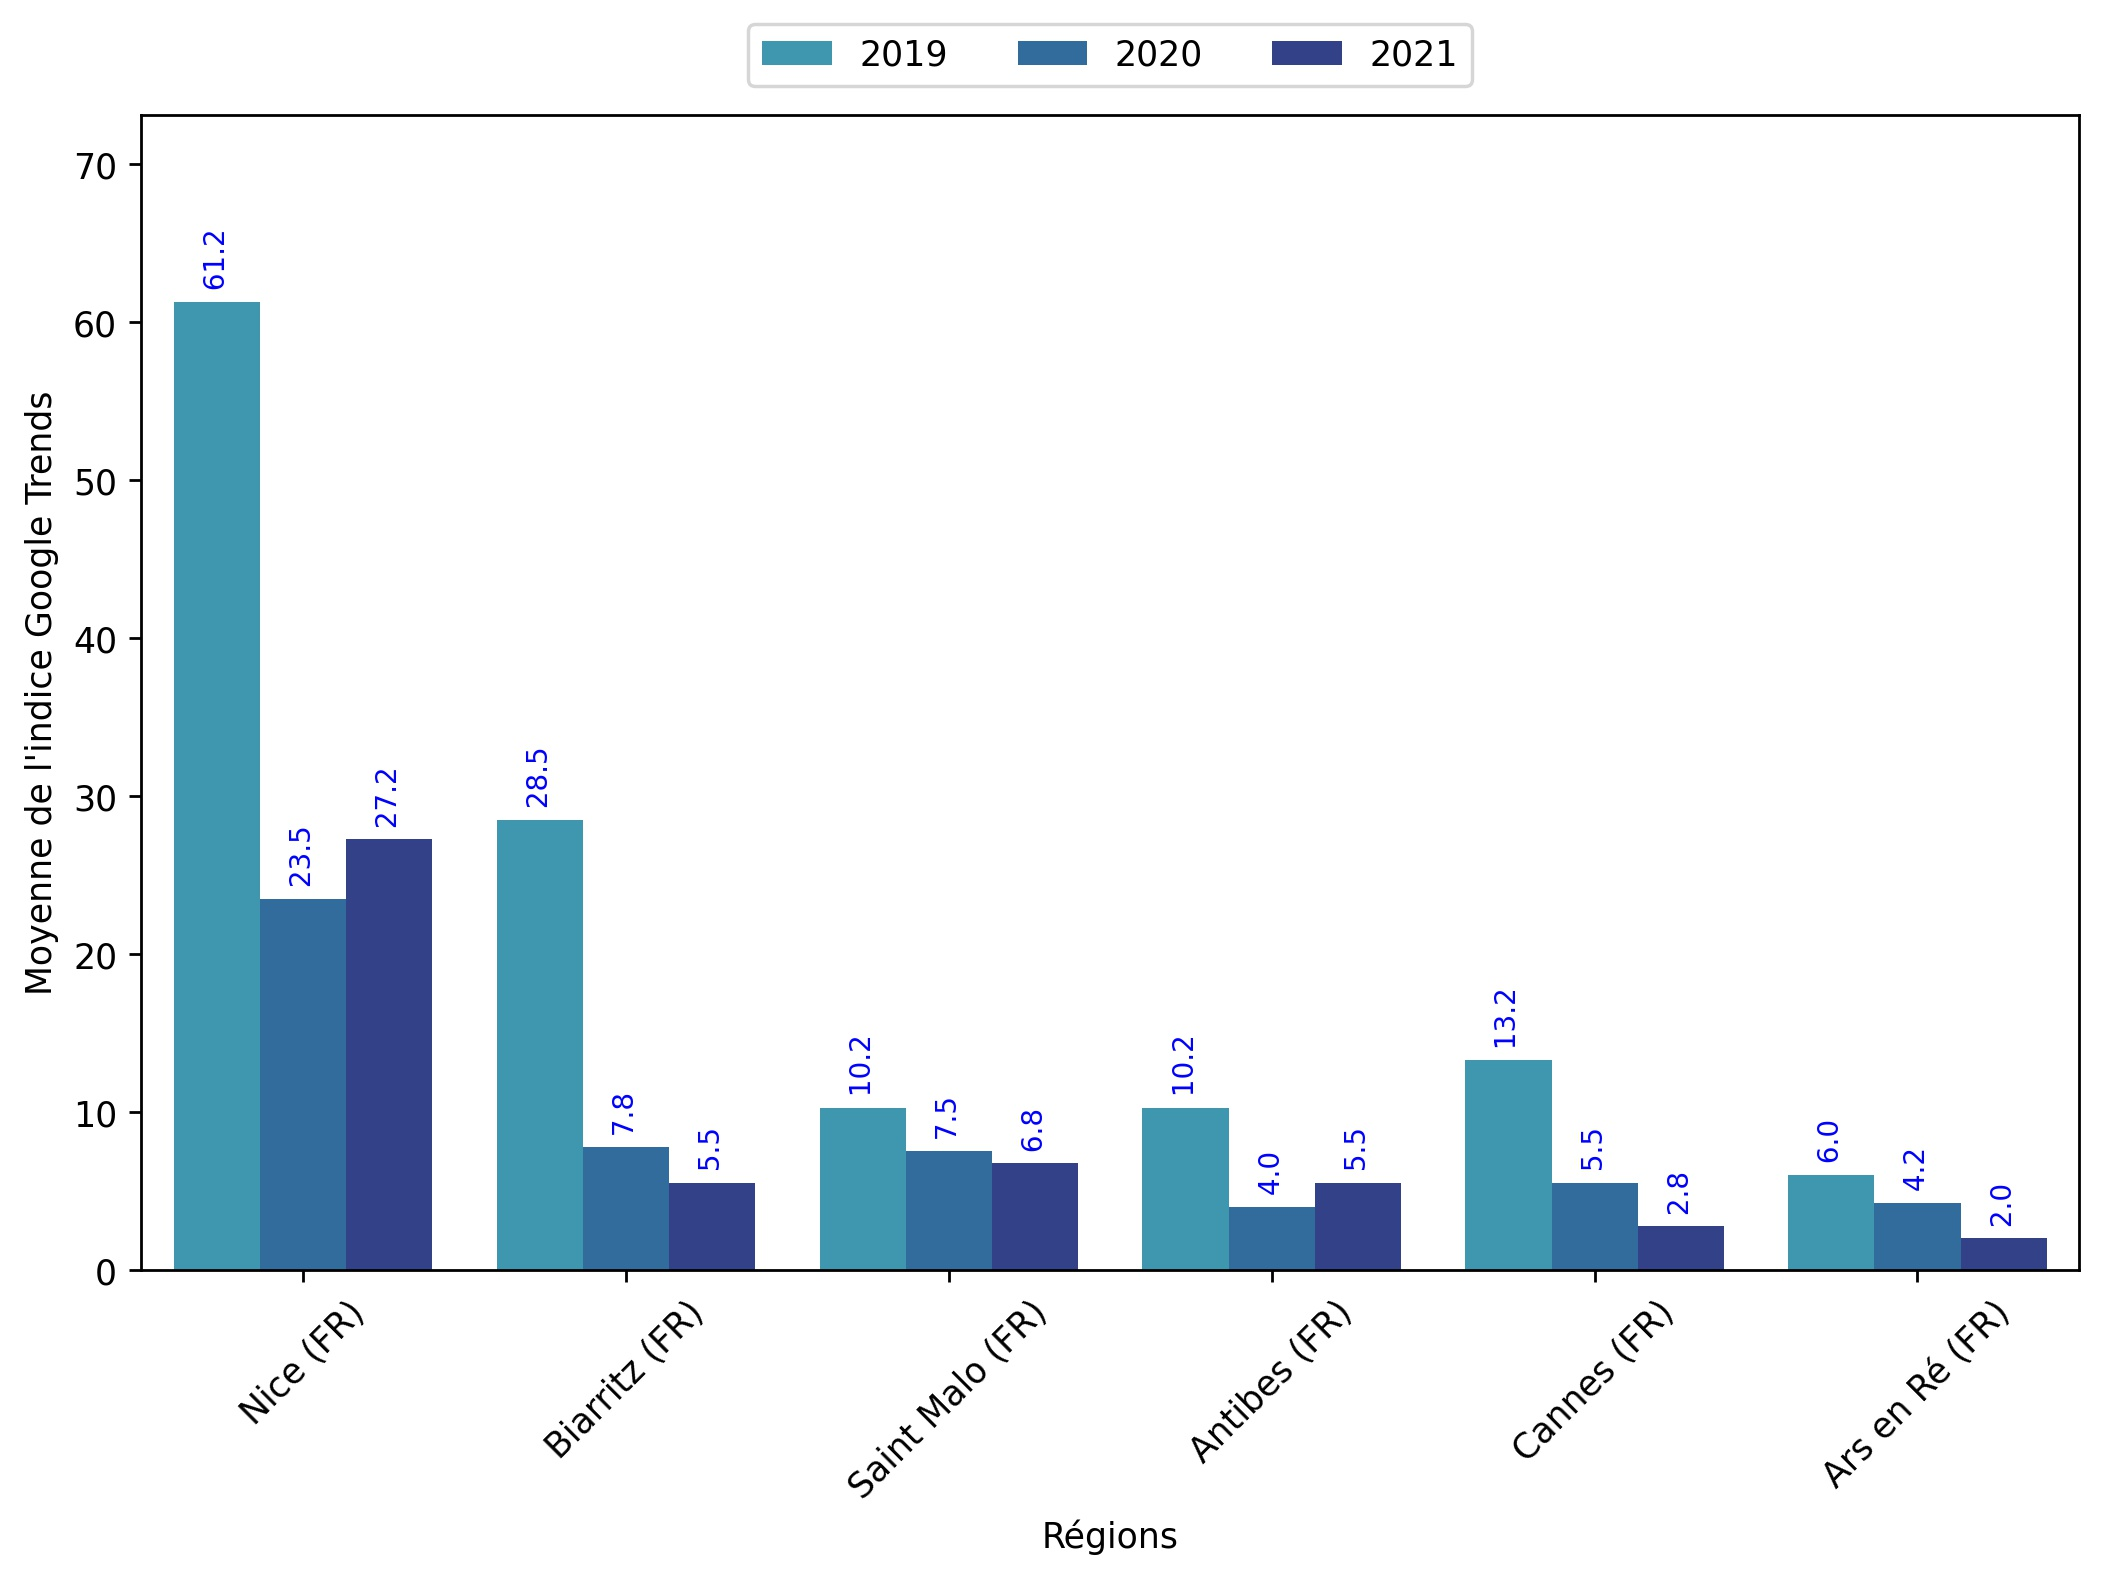 2019 2020 2021
Moyenne de l'indice Google Trends
70
60
50
40
30
20
10
0
61.2
23.5
27.2
28.5
7.8
5.5
10.2
7.5
6.8
10.2
4.0
5.5
13.2
5.5
2.8
6.0
4.2
2.0
Nice (FR)
Biarritz (FR)
Saint Malo (FR)
Antibes (FR)
Cannes (FR)
Ars en Ré (FR)
Régions